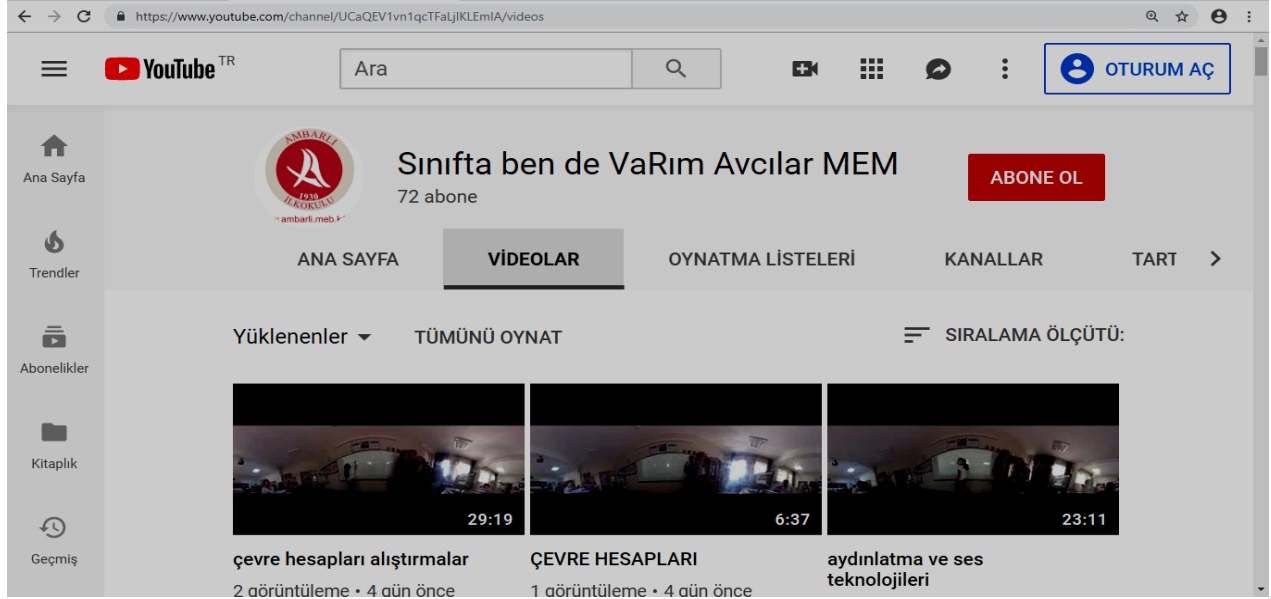 https://www.youtube.com/channel/UCaQEV1vn1qcTFaLjIKLEmIA/videos
YouTube TR
Ara
OTURUM AÇ
Ana Sayfa
Trendler
Abonelikler
Kitaplık
Geçmiş
AMBARLI
1930
İLKOKULU
ambarli.meb.k
Sınıfta ben de VaRım Avcılar MEM
72 abone
ABONE OL
ANA SAYFA
VİDEOLAR
OYNATMA LİSTELERİ
KANALLAR
TART
Yüklenenler
TÜMÜNÜ OYNAT
SIRALAMA ÖLÇÜTÜ:
29:19
6:37
23:11
çevre hesapları alıştırmalar
2 görüntüleme • 4 gün önce
ÇEVRE HESAPLARI
1 görüntüleme • 4 gün önce
aydınlatma ve ses
teknolojileri